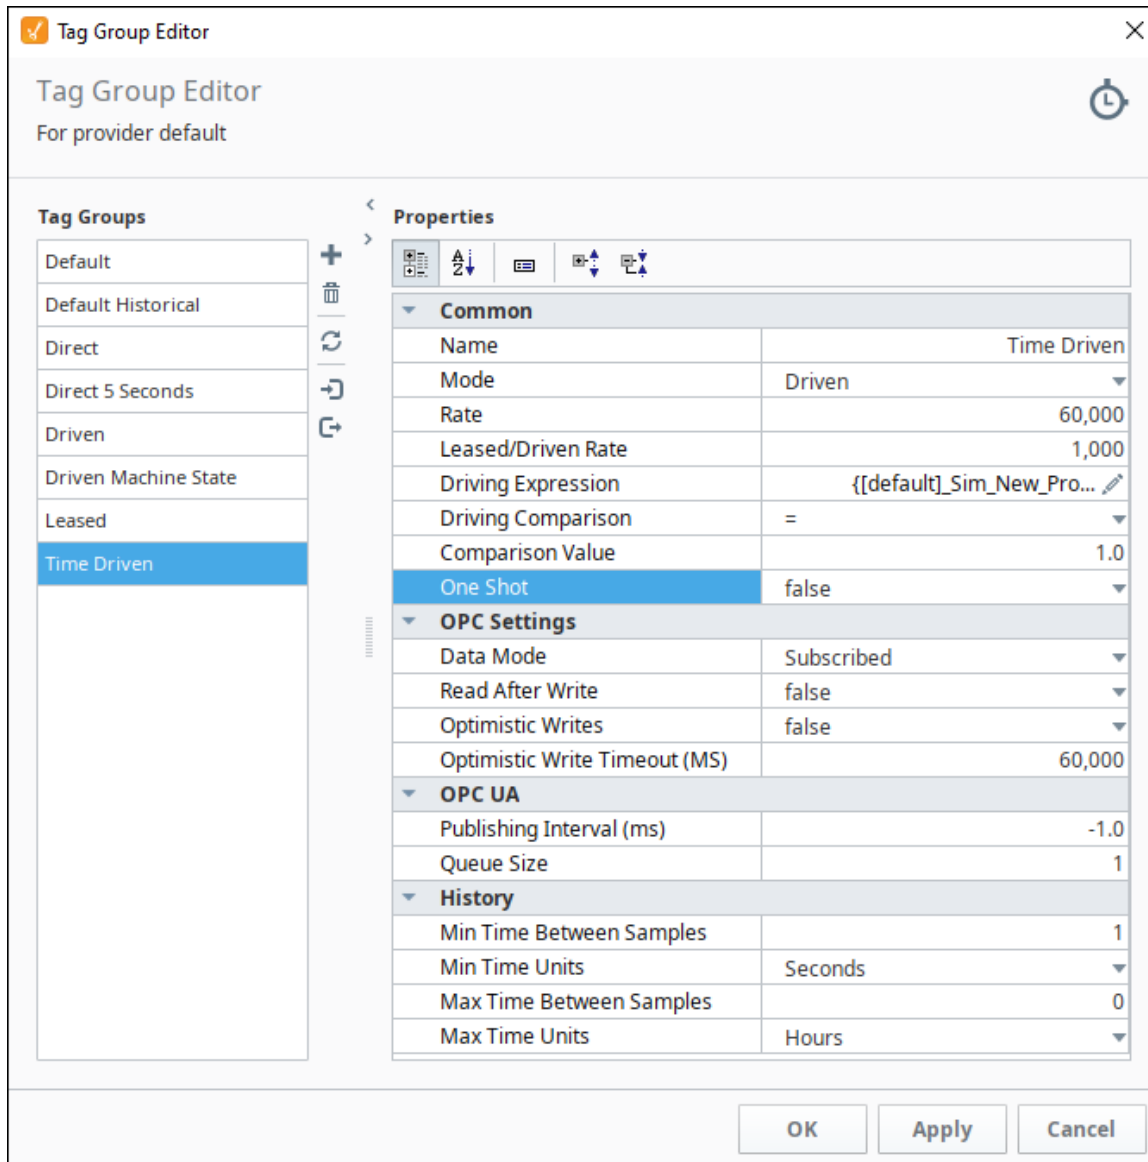 Tag Group Editor
Tag Group Editor
For provider default
Tag Groups
Default
Default Historical
Direct
Direct 5 Seconds
Driven
Driven Machine State
Leased
Time Driven
Properties
Common
Name Time Driven
Mode Driven
Rate 60,000
Leased/Driven Rate 1,000
Driving Expression {[default]_Sim_New_Pro...
Driving Comparison =
Comparison Value 1.0
One Shot false
OPC Settings
Data Mode Subscribed
Read After Write false
Optimistic Writes false
Optimistic Write Timeout (MS) 60,000
OPC UA
Publishing Interval (ms) -1.0
Queue Size 1
History
Min Time Between Samples 1
Min Time Units Seconds
Max Time Between Samples 0
Max Time Units Hours
OK Apply Cancel